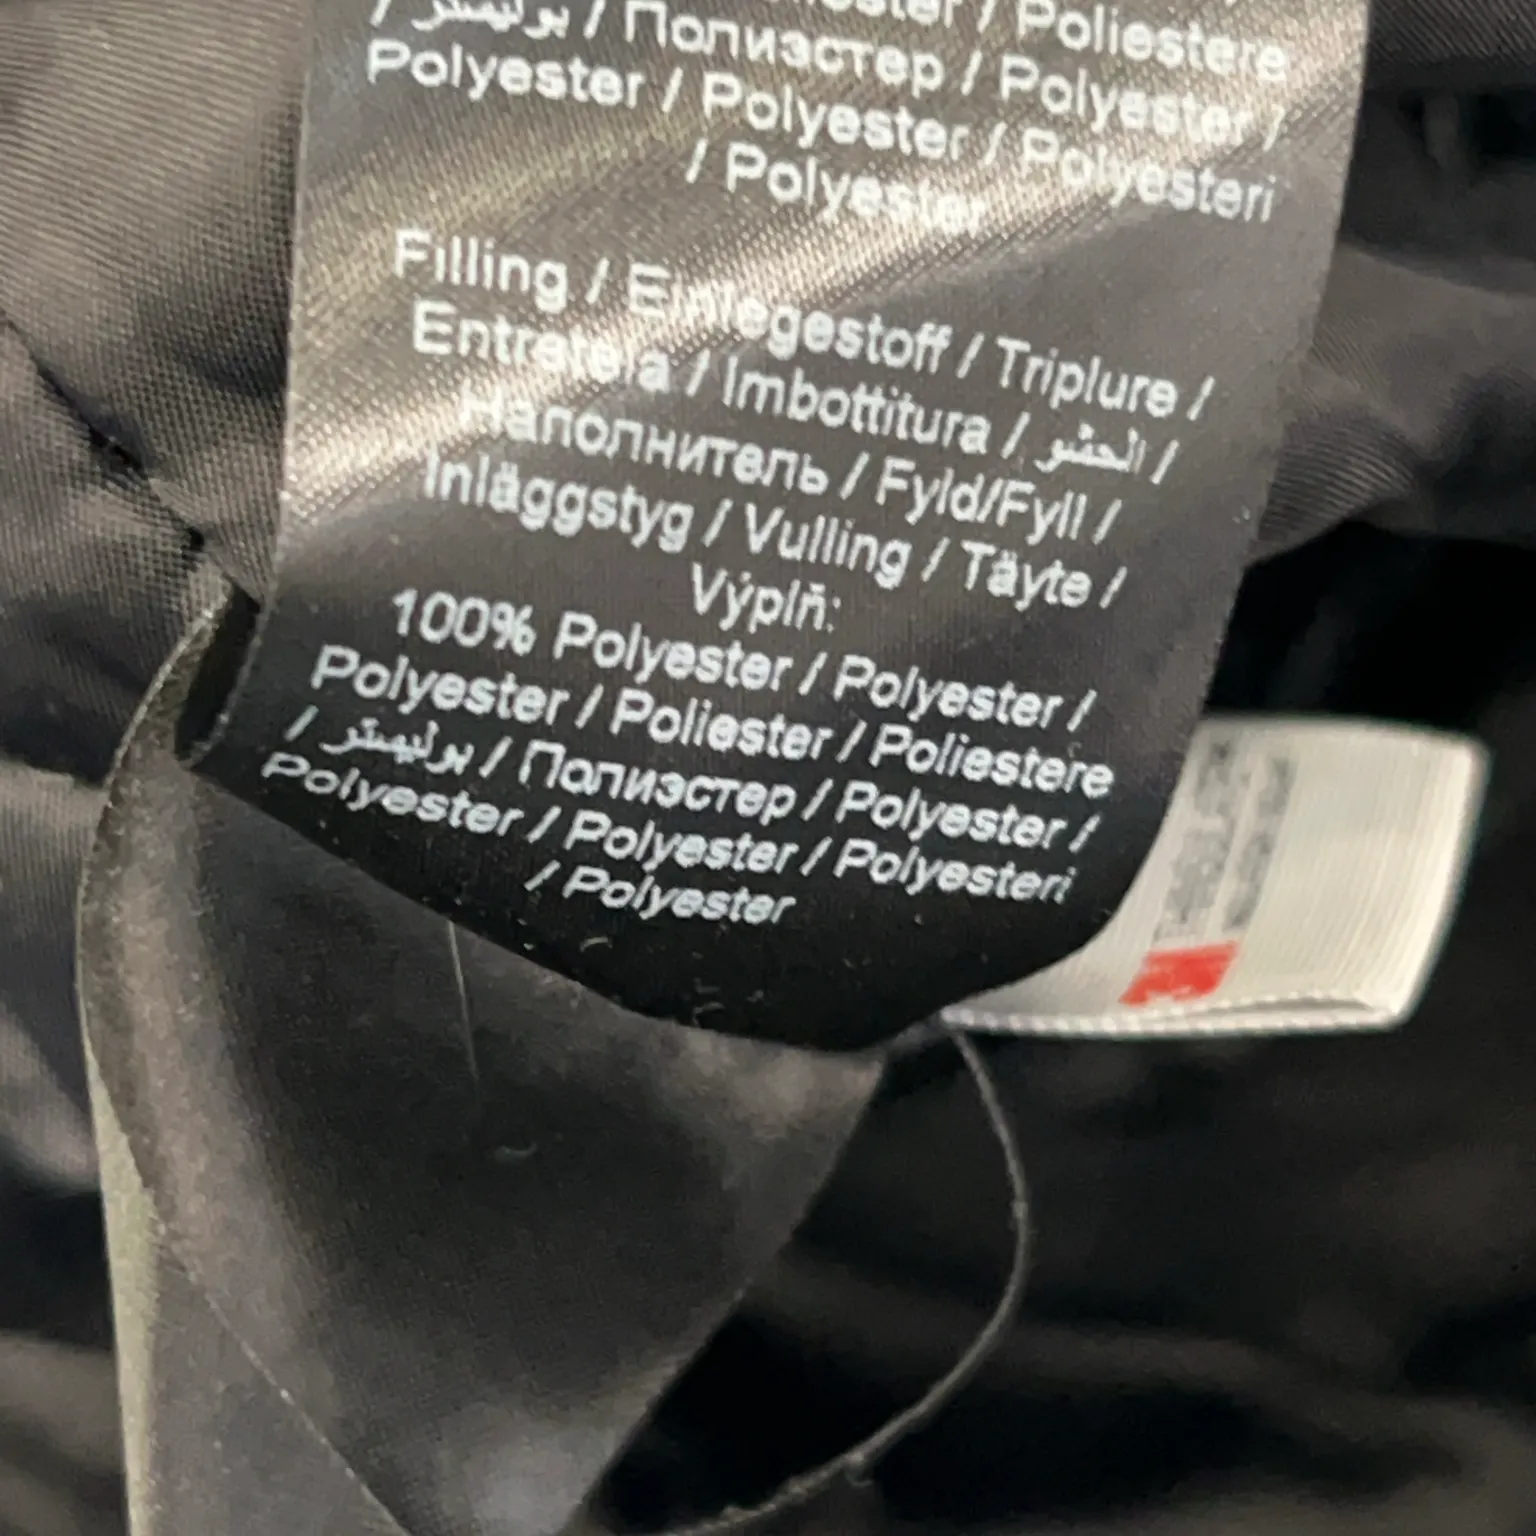 / Poliestere
/ بوليستر / Полиэстер / Polyester /
Polyester / Polyester / Polyesteri
/ Polyester
Filling / Einlegestoff / Triplure /
Entretela / Imbottitura / الحشو /
Наполнитель / Fyld/Fyll /
Inläggstyg / Vulling / Täyte /
Výplň:
100% Polyester / Polyester /
Polyester / Poliester / Poliestere
/ بوليستر / Полиэстер / Polyester /
Polyester / Polyester / Polyesteri
/ Polyester